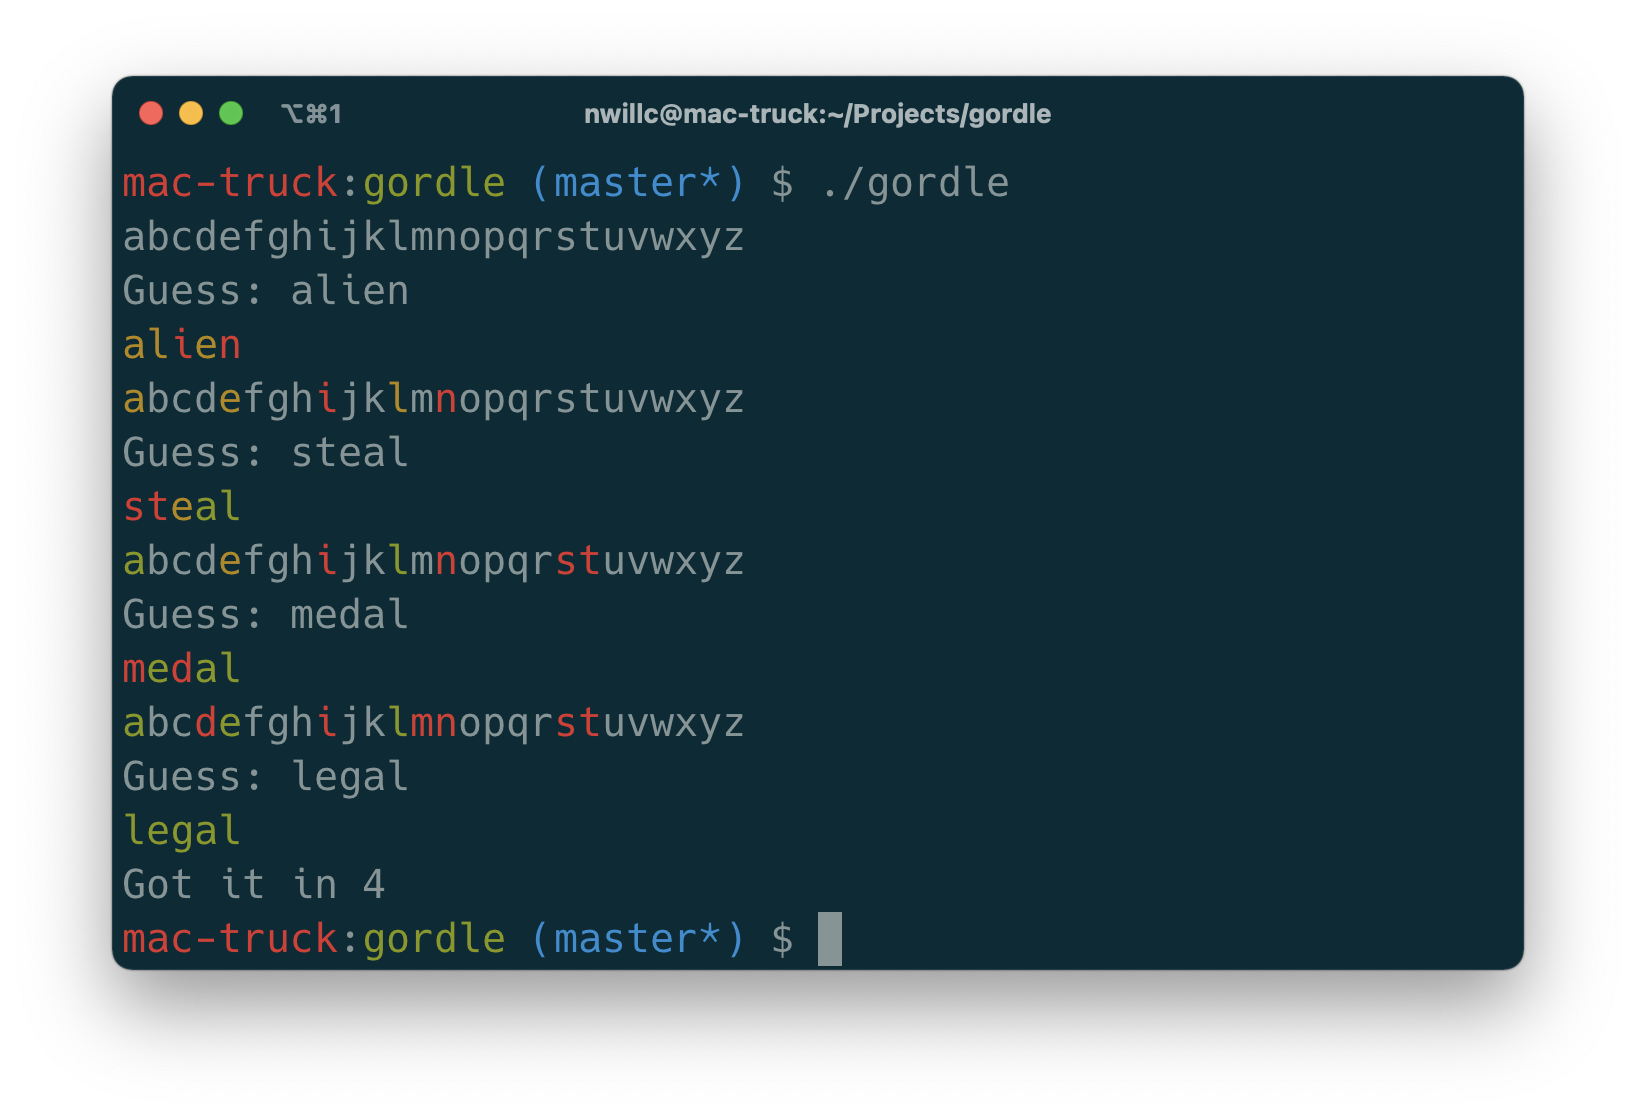 ⌥⌘1 nwillc@mac-truck:~/Projects/gordle
mac-truck:gordle (master*) $ ./gordle
abcdefghijklmnopqrstuvwxyz
Guess: alien
alien
abcdefghijklmnopqrstuvwxyz
Guess: steal
steal
abcdefghijklmnopqrstuvwxyz
Guess: medal
medal
abcdefghijklmnopqrstuvwxyz
Guess: legal
legal
Got it in 4
mac-truck:gordle (master*) $